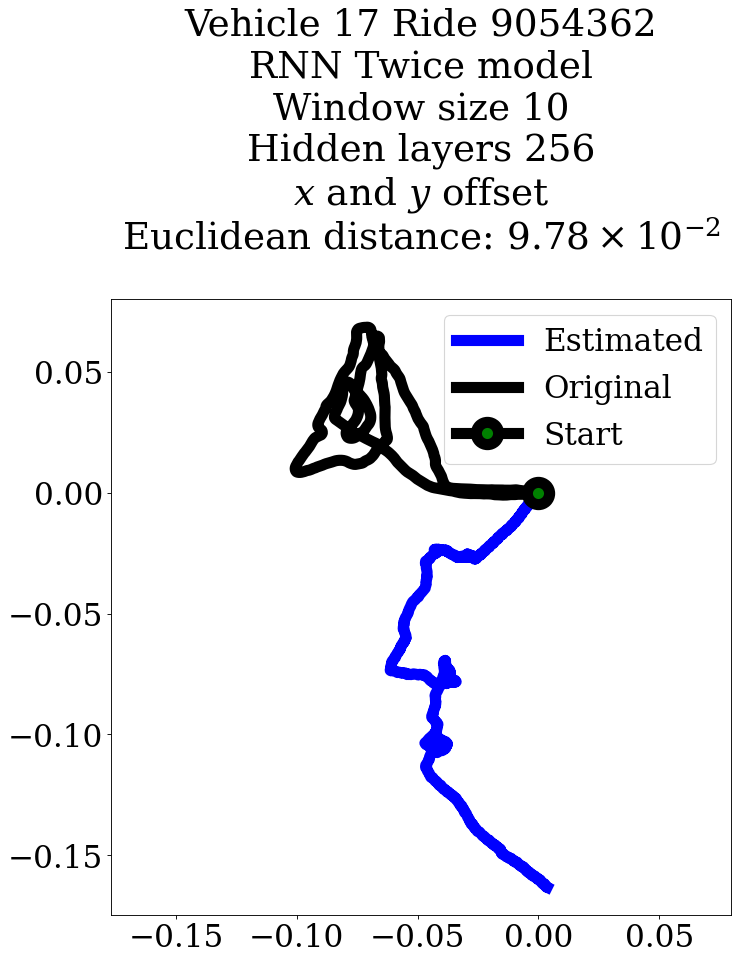 Vehicle 17 Ride 9054362
RNN Twice model
Window size 10
Hidden layers 256
x and y offset
Euclidean distance: 9.78 × 10⁻²
Estimated
Original
Start
0.05
0.00
−0.05
−0.10
−0.15
−0.15 −0.10 −0.05 0.00 0.05